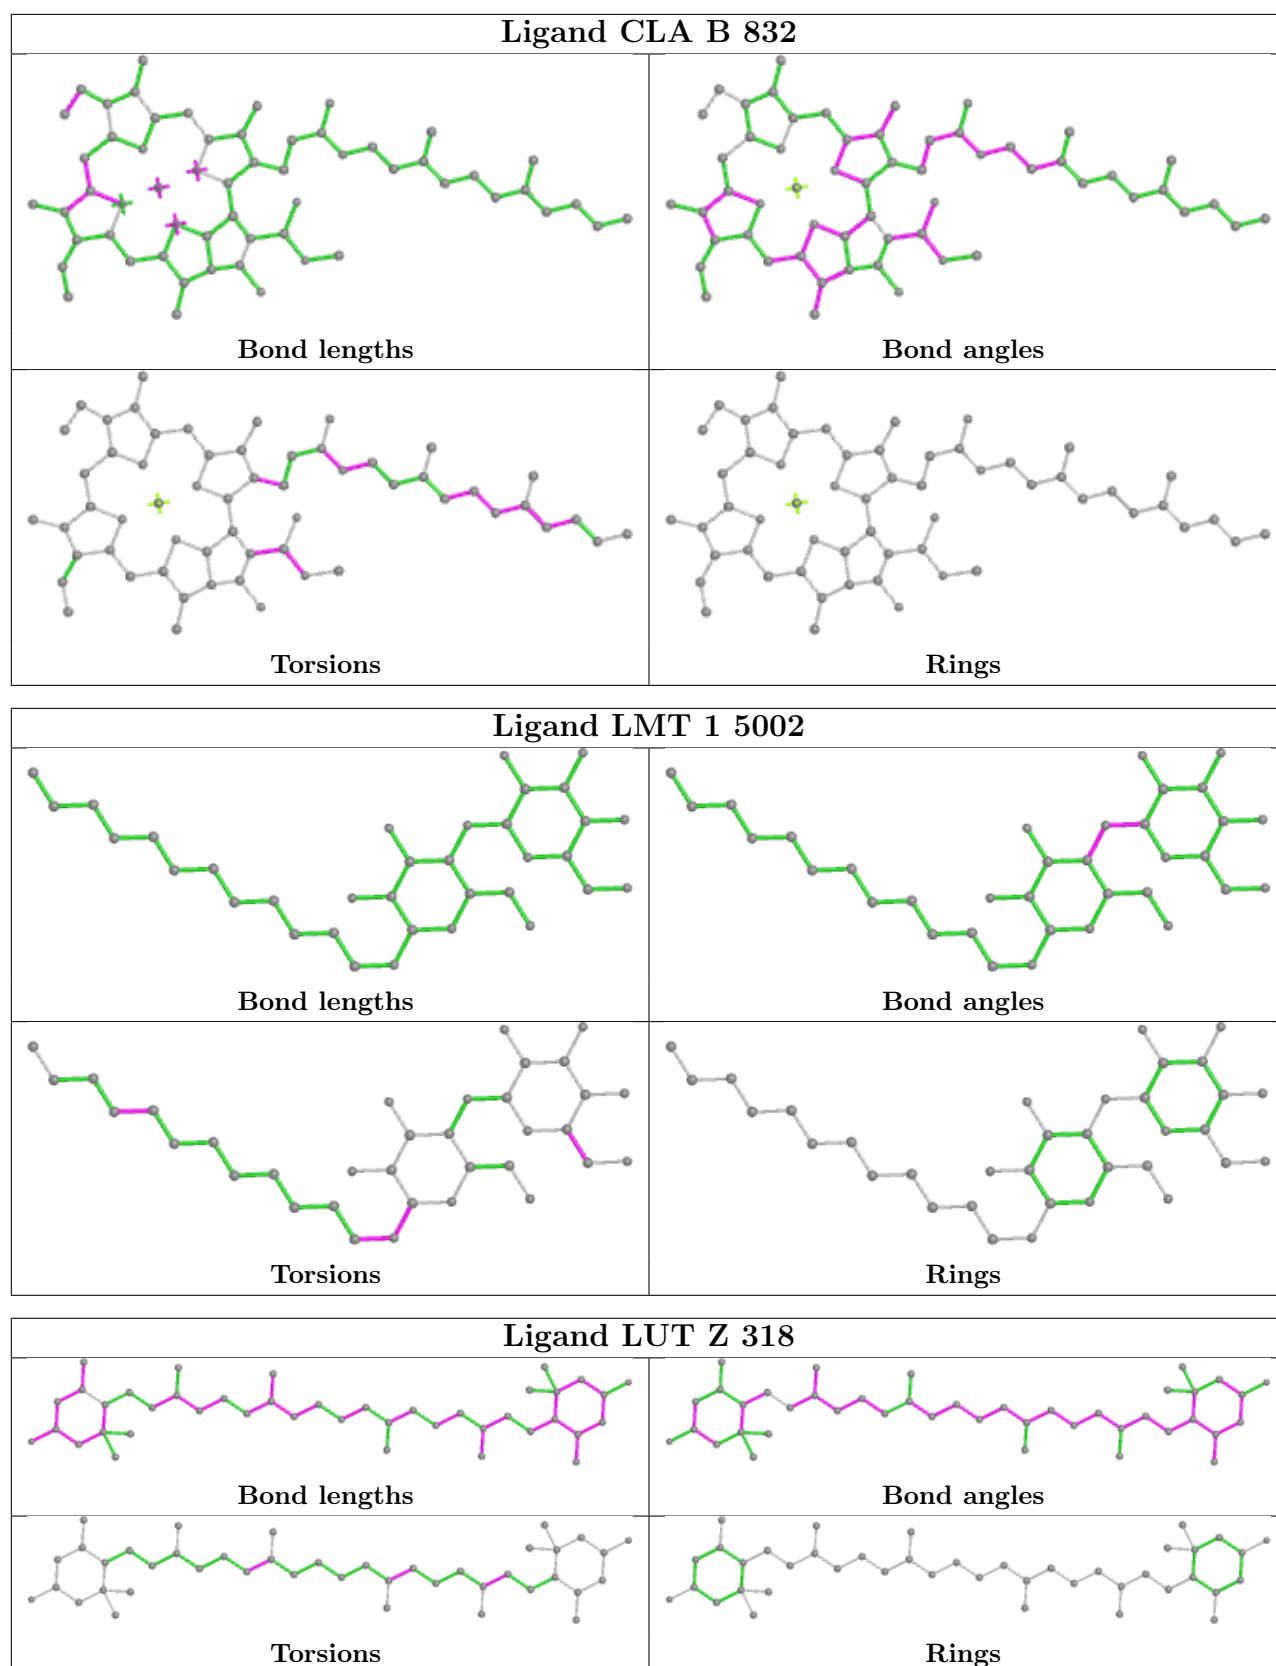 Ligand CLA B 832
Bond lengths
Bond angles
Torsions
Rings
Ligand LMT 1 5002
Bond lengths
Bond angles
Torsions
Rings
Ligand LUT Z 318
Bond lengths
Bond angles
Torsions
Rings